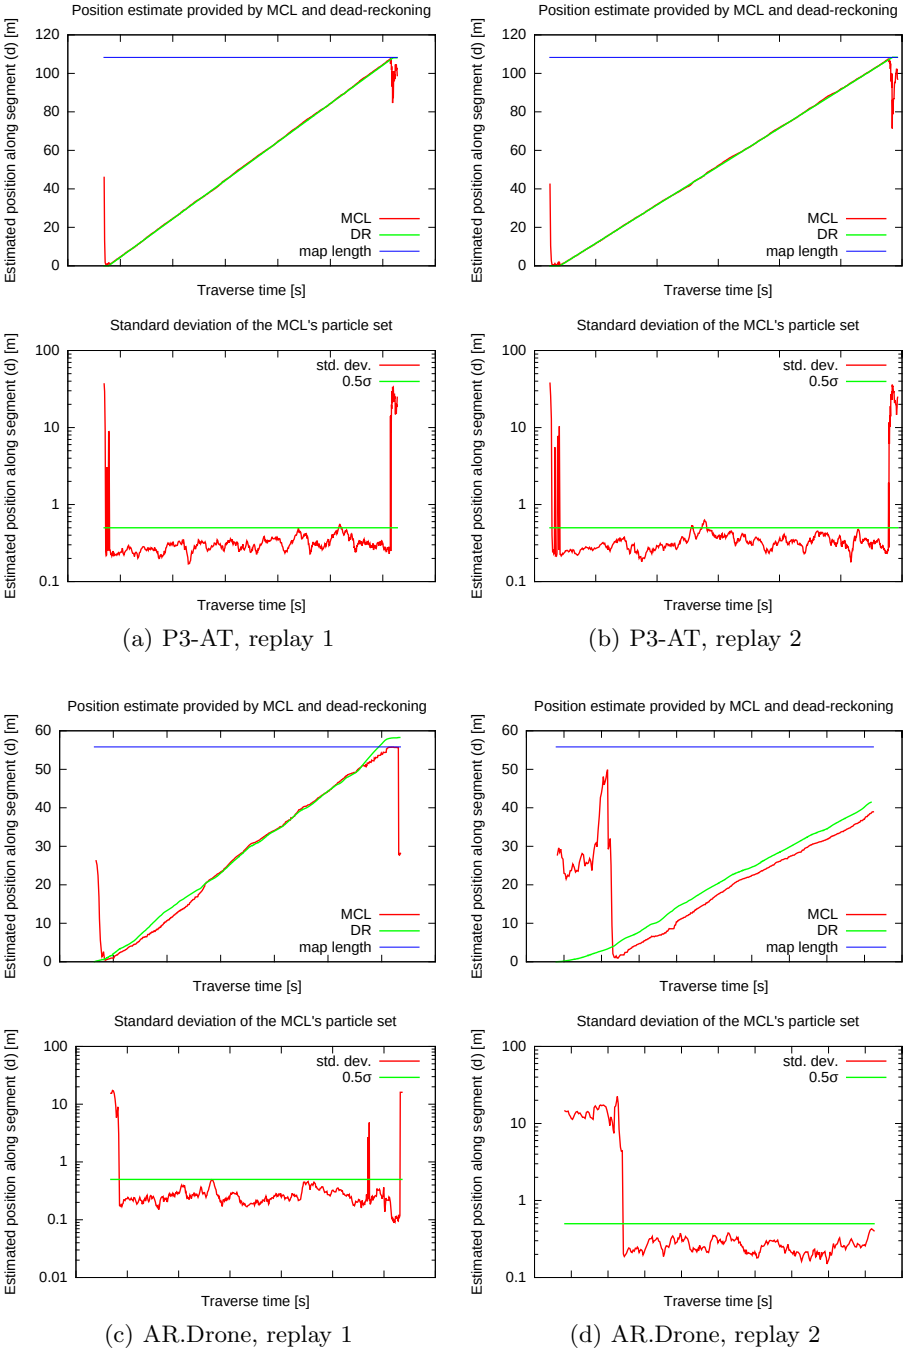 Position estimate provided by MCL and dead-reckoning
Estimated position along segment (d) [m]
120
100
80
60
40
20
0
MCL
DR
map length
Traverse time [s]
Position estimate provided by MCL and dead-reckoning
Estimated position along segment (d) [m]
120
100
80
60
40
20
0
MCL
DR
map length
Traverse time [s]
Standard deviation of the MCL's particle set
Estimated position along segment (d) [m]
100
10
1
0.1
std. dev.
0.5σ
Traverse time [s]
Standard deviation of the MCL's particle set
Estimated position along segment (d) [m]
100
10
1
0.1
std. dev.
0.5σ
Traverse time [s]
(a) P3-AT, replay 1
(b) P3-AT, replay 2
Position estimate provided by MCL and dead-reckoning
Estimated position along segment (d) [m]
60
50
40
30
20
10
0
MCL
DR
map length
Traverse time [s]
Position estimate provided by MCL and dead-reckoning
Estimated position along segment (d) [m]
60
50
40
30
20
10
0
MCL
DR
map length
Traverse time [s]
Standard deviation of the MCL's particle set
Estimated position along segment (d) [m]
100
10
1
0.1
0.01
std. dev.
0.5σ
Traverse time [s]
Standard deviation of the MCL's particle set
Estimated position along segment (d) [m]
100
10
1
0.1
std. dev.
0.5σ
Traverse time [s]
(c) AR.Drone, replay 1
(d) AR.Drone, replay 2